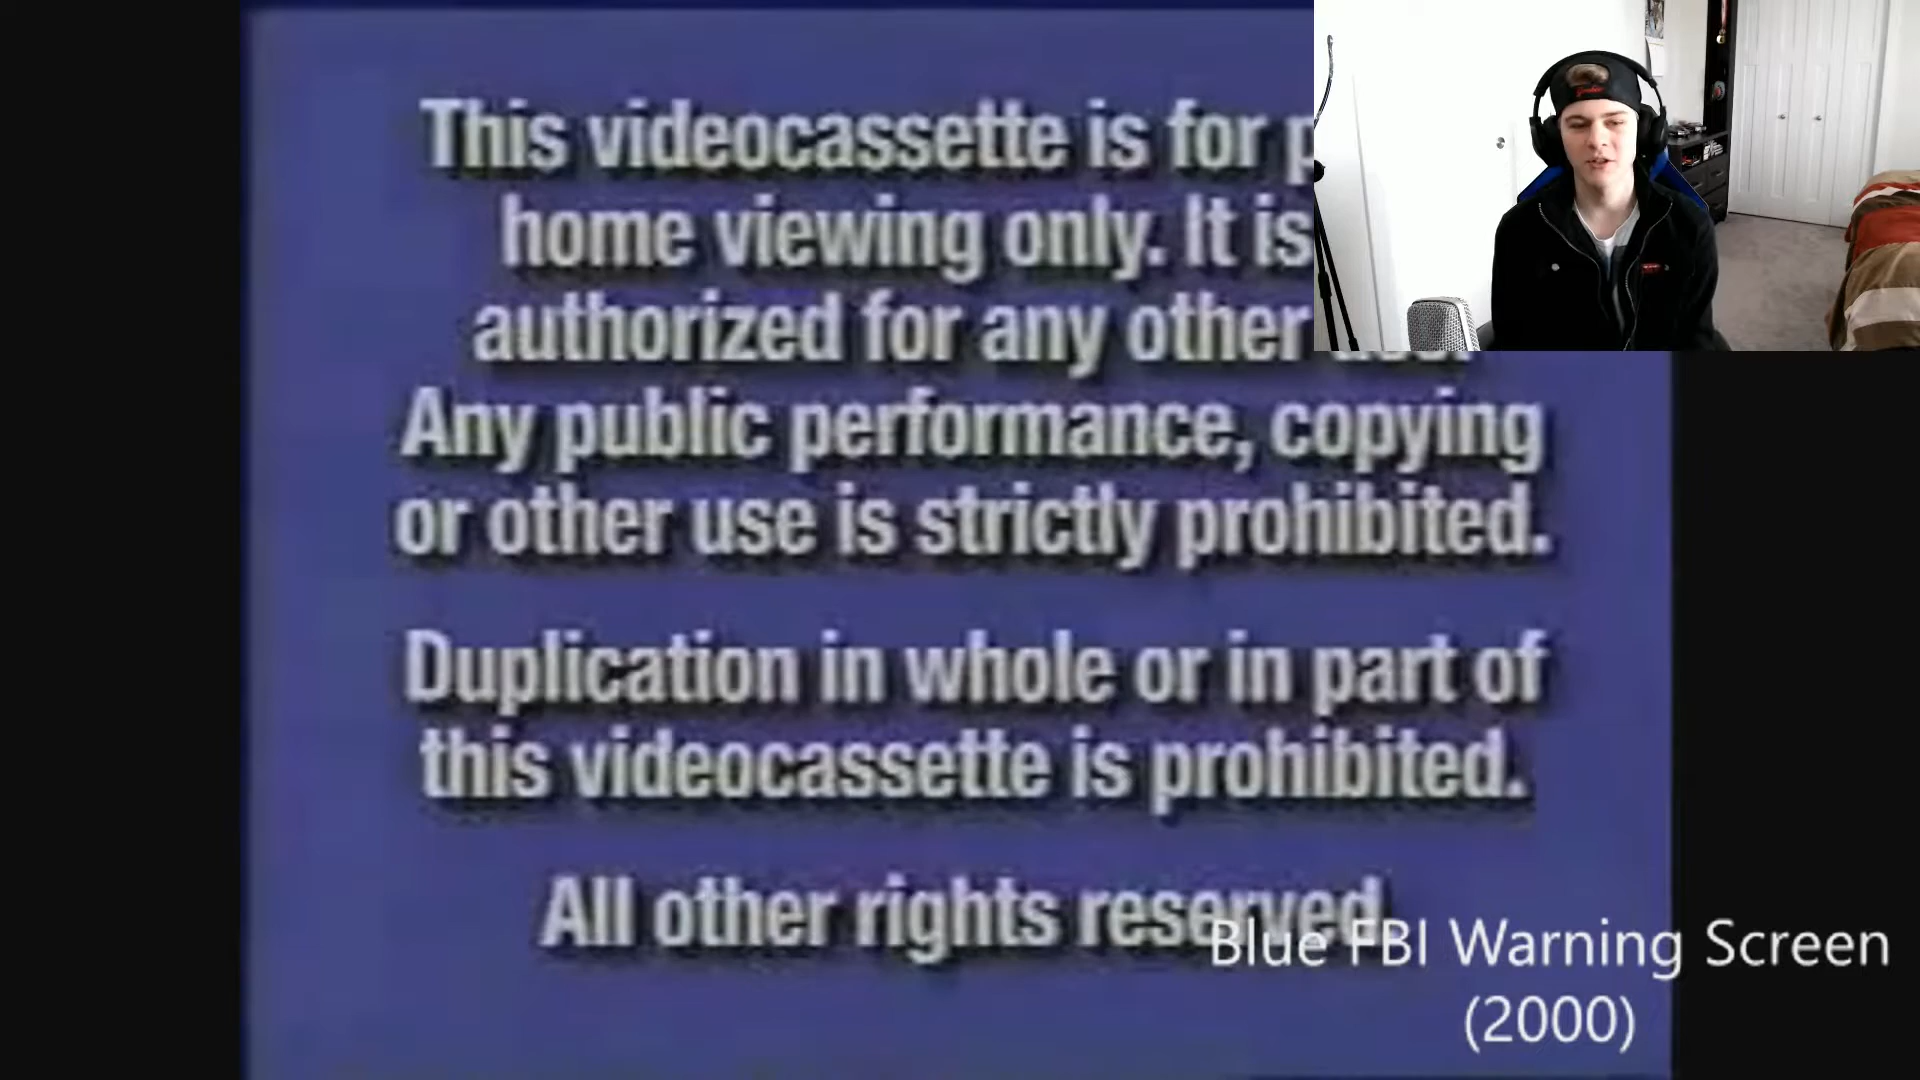 This videocassette is for
home viewing only. It is
authorized for any other
Any public performance, copying
or other use is strictly prohibited.
Duplication in whole or in part of
this videocassette is prohibited.
All other rights reserved.
Blue FBI Warning Screen
(2000)